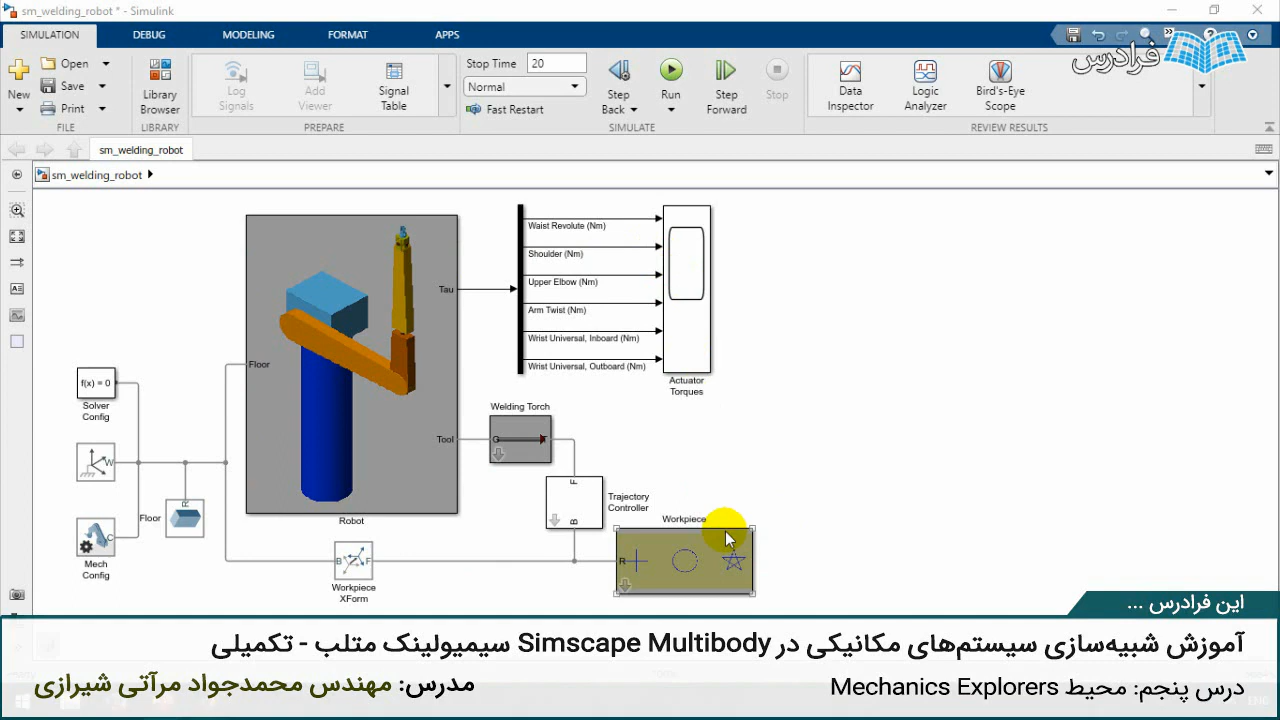 sm_welding_robot * - Simulink
SIMULATION DEBUG MODELING FORMAT APPS
فرادرس
New Open Save Print
FILE
Library Browser
LIBRARY
Log Signals Add Viewer Signal Table
PREPARE
Stop Time 20
Normal
Fast Restart
Step Back Run Step Forward Stop
SIMULATE
Data Inspector Logic Analyzer Bird's-Eye Scope
REVIEW RESULTS
sm_welding_robot
sm_welding_robot
Waist Revolute (Nm)
Shoulder (Nm)
Upper Elbow (Nm)
Arm Twist (Nm)
Wrist Universal, Inboard (Nm)
Wrist Universal, Outboard (Nm)
Actuator
Torques
Tau
Floor
f(x) = 0
Solver
Config
Welding Torch
Tool
W
R
Floor
F
B
Trajectory
Controller
Workpiece
R
C
Mech
Config
Robot
B F
Workpiece
XForm
این فرادرس ...
آموزش شبیه‌سازی سیستم‌های مکانیکی در Simscape Multibody سیمیولینک متلب - تکمیلی
درس پنجم: محیط Mechanics Explorers
مدرس: مهندس محمدجواد مرآتی شیرازی